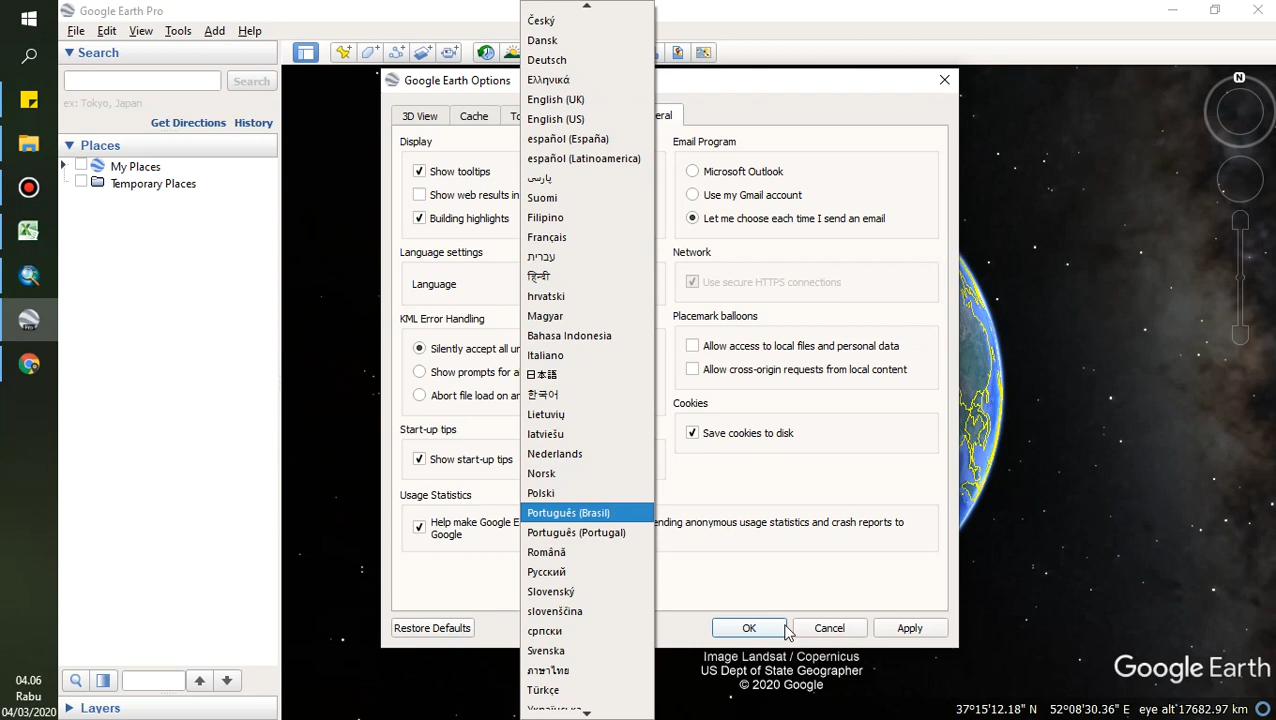 Google Earth Pro
File Edit View Tools Add Help
Search
Search
ex: Tokyo, Japan
Get Directions History
Places
My Places
Temporary Places
Layers
04.06
Rabu
04/03/2020
PRO
Google Earth Options
3D View Cache
Display
Show tooltips
Show web results in
Building highlights
Language settings
Language
KML Error Handling
Silently accept all
Show prompts for
Abort file load on
Start-up tips
Show start-up tips
Usage Statistics
Help make Google
Google
sending anonymous usage statistics and crash reports to
Restore Defaults
Český
Dansk
Deutsch
Ελληνικά
English (UK)
English (US)
español (España)
español (Latinoamerica)
پارسی
Suomi
Filipino
Français
עברית
हिन्दी
hrvatski
Magyar
Bahasa Indonesia
Italiano
日本語
한국어
Lietuvių
latviešu
Nederlands
Norsk
Polski
Português (Brasil)
Português (Portugal)
Română
Русский
Slovenský
slovenščina
српски
Svenska
ภาษาไทย
Türkçe
Українська
Email Program
Microsoft Outlook
Use my Gmail account
Let me choose each time I send an email
Network
Use secure HTTPS connections
Placemark balloons
Allow access to local files and personal data
Allow cross-origin requests from local content
Cookies
Save cookies to disk
OK Cancel Apply
N
Image Landsat / Copernicus
US Dept of State Geographer
© 2020 Google
Google Earth
37°15'12.18" N 52°08'30.36" E eye alt 17682.97 km